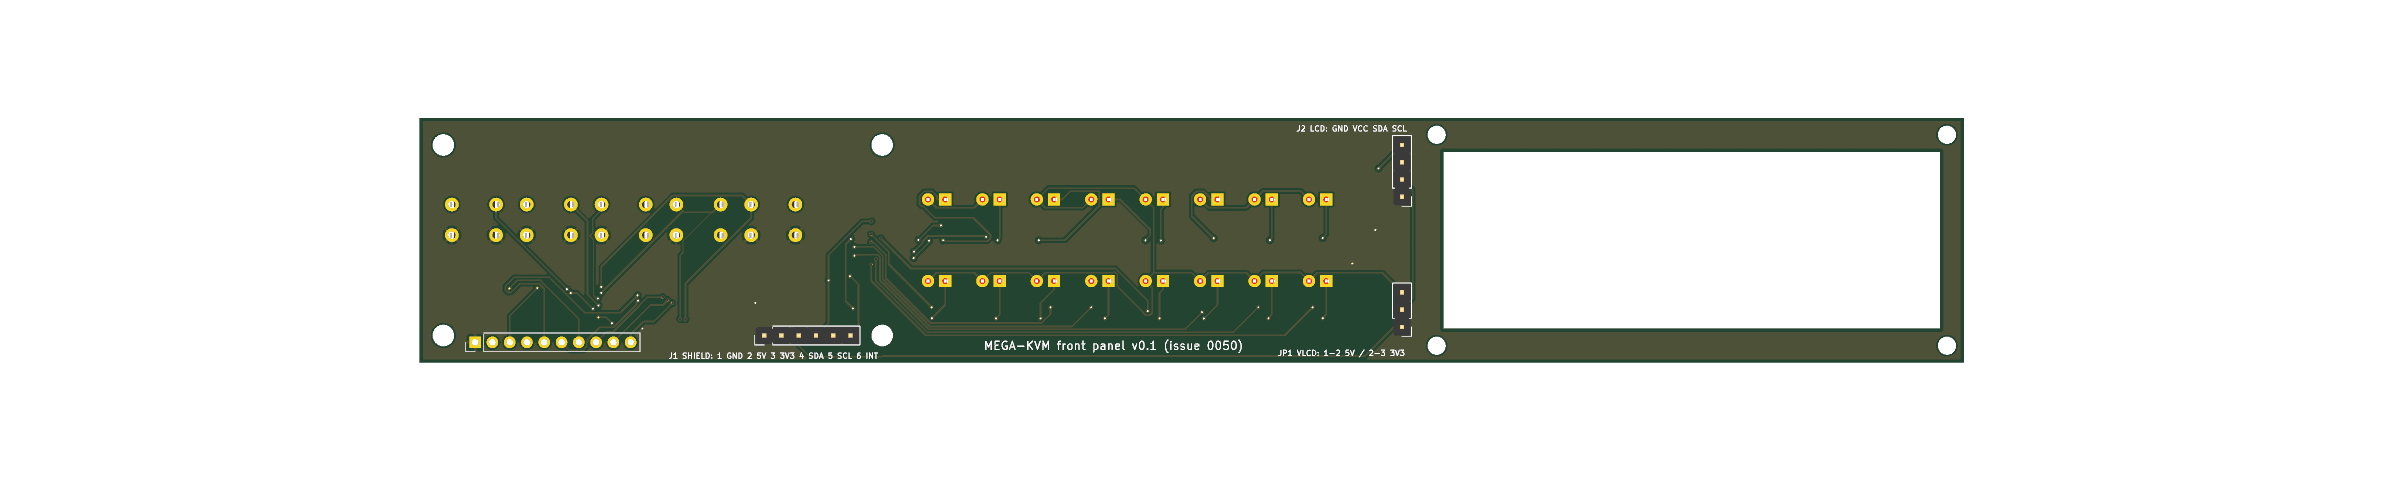 J2 LCD: GND VCC SDA SCL
MEGA-KVM front panel v0.1 (issue 0050)
JP1 VLCD: 1-2 5V / 2-3 3V3
J1 SHIELD: 1 GND 2 5V 3 3V3 4 SDA 5 SCL 6 INT